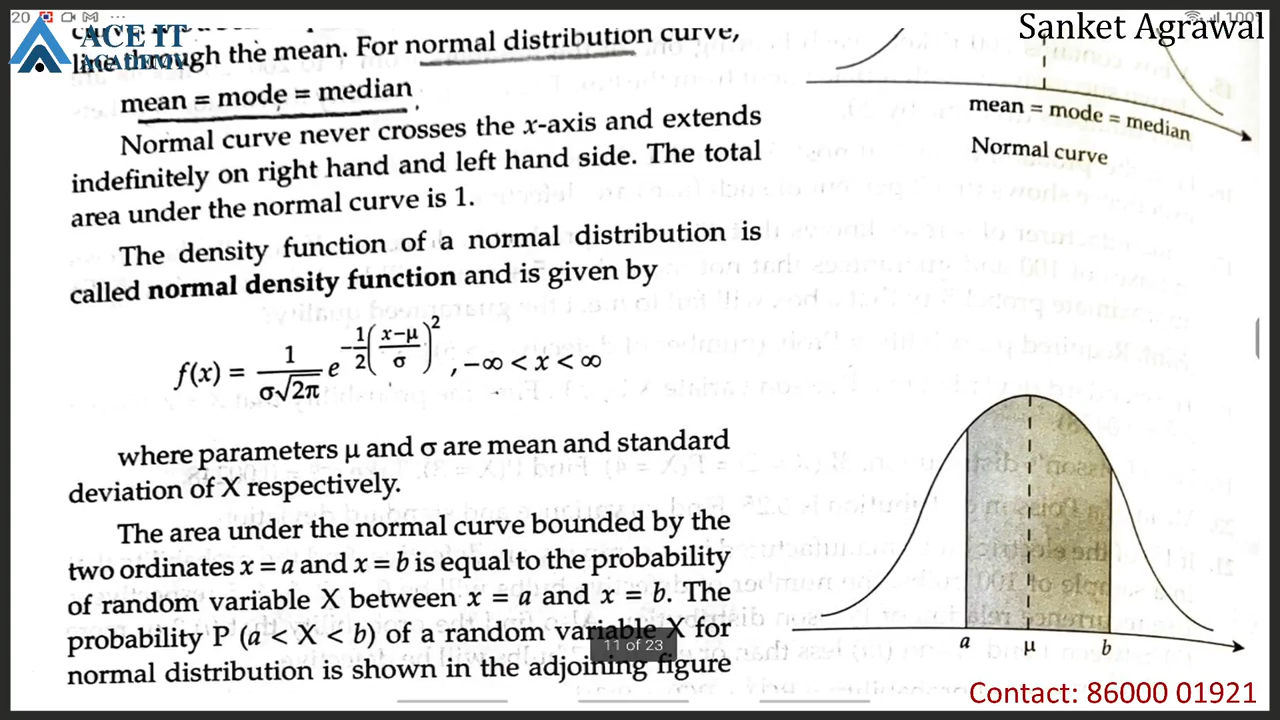 20
100%
ACE IT
ACADEMY
Sanket Agrawal
line through the mean. For normal distribution curve,
mean = mode = median
Normal curve never crosses the x-axis and extends
indefinitely on right hand and left hand side. The total
area under the normal curve is 1.
The density function of a normal distribution is
called normal density function and is given by
f(x) = 1/(σ√2π) e^(-1/2((x-μ)/σ)^2), -∞ < x < ∞
where parameters μ and σ are mean and standard
deviation of X respectively.
The area under the normal curve bounded by the
two ordinates x = a and x = b is equal to the probability
of random variable X between x = a and x = b. The
probability P (a < X < b) of a random variable X for
normal distribution is shown in the adjoining figure
mean = mode = median
Normal curve
a μ b
11 of 23
Contact: 86000 01921